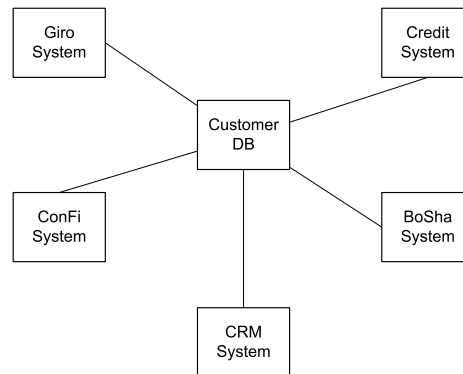 Giro
System
Credit
System
Customer
DB
ConFi
System
BoSha
System
CRM
System